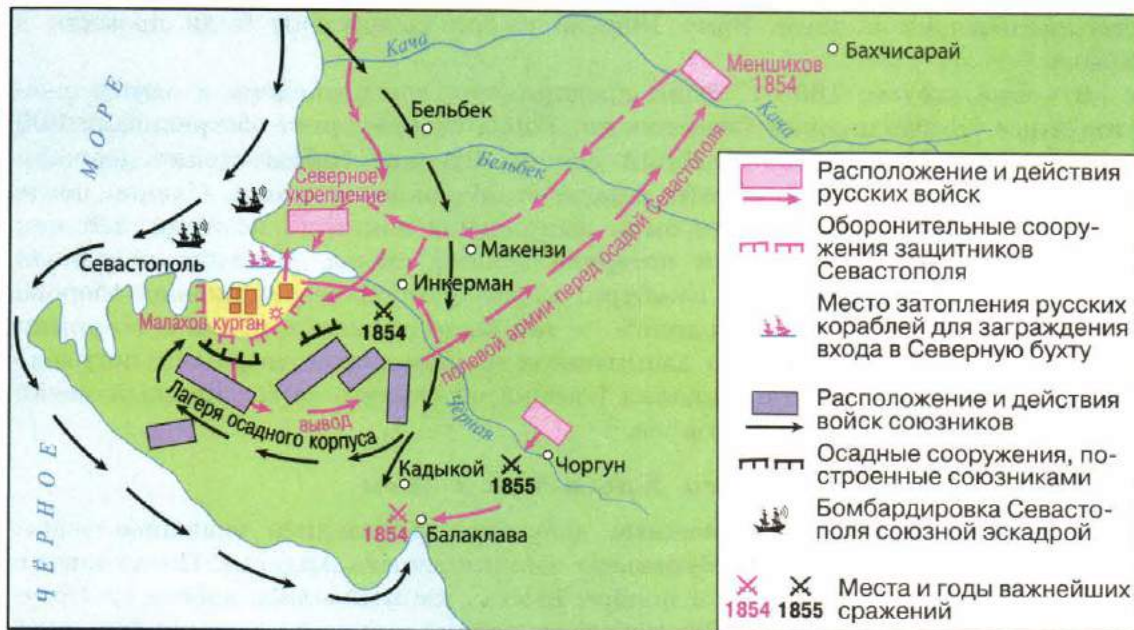 Кача
Бахчисарай
Меншиков
1854
Кача
МОРЕ
Бельбек
Бельбек
Северное
укрепление
Севастополь
Макензи
Инкерман
Малахов курган
1854
вывод полевой армии перед осадой Севастополя
Лагеря осадного корпуса
Черная
ЧЕРНОЕ
Кадыкой
1855
Чоргун
1854
Балаклава
Расположение и действия
русских войск
Оборонительные соору-
жения защитников
Севастополя
Место затопления русских
кораблей для заграждения
входа в Северную бухту
Расположение и действия
войск союзников
Осадные сооружения, по-
строенные союзниками
Бомбардировка Севасто-
поля союзной эскадрой
1854 1855
Места и годы важнейших
сражений